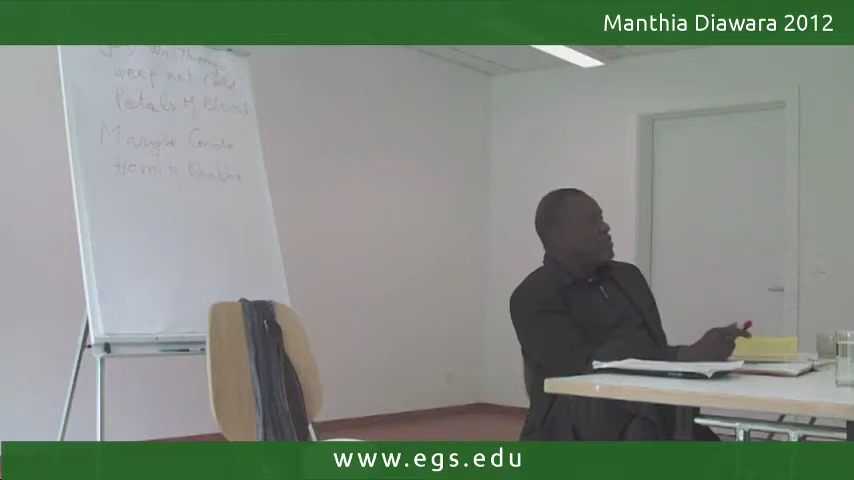 Manthia Diawara 2012
weep not child
Petals of Blood
Maryse Conde
Homi K Bhabha
www.egs.edu